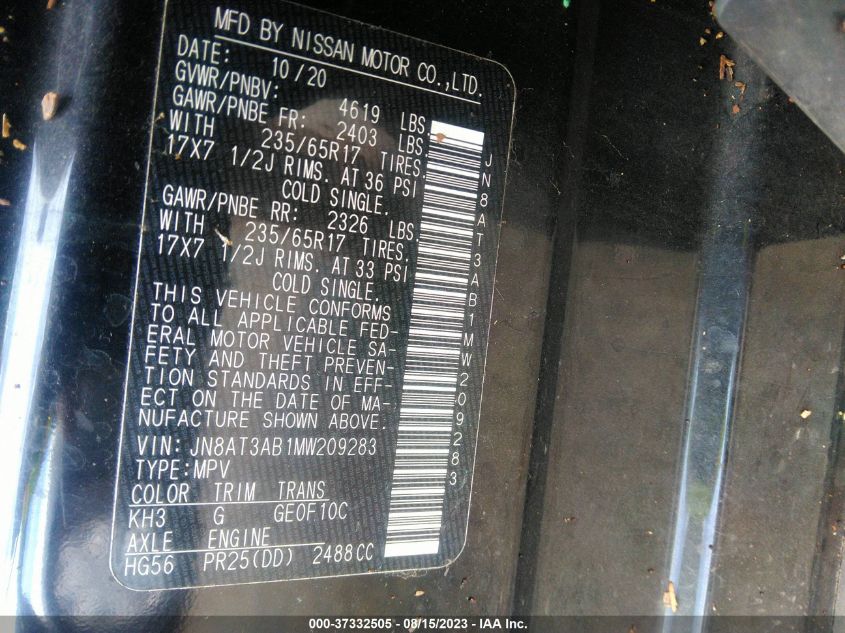 MFD BY NISSAN MOTOR CO.,LTD.
DATE: 10/20
GVWR/PNBV: 4619 LBS.
GAWR/PNBE FR: 2403 LBS.
WITH 235/65R17 TIRES.
17X7 1/2J RIMS. AT 36 PSI
COLD SINGLE.
GAWR/PNBE RR: 2326 LBS.
WITH 235/65R17 TIRES.
17X7 1/2J RIMS. AT 33 PSI
COLD SINGLE.
THIS VEHICLE CONFORMS
TO ALL APPLICABLE FED-
ERAL MOTOR VEHICLE SA-
FETY AND THEFT PREVEN-
TION STANDARDS IN EFF-
ECT ON THE DATE OF MA-
NUFACTURE SHOWN ABOVE.
VIN: JN8AT3AB1MW209283
TYPE:MPV
COLOR TRIM TRANS
KH3 G GE0F10C
AXLE ENGINE
HG56 PR25(DD) 2488CC
JN8AT3AB1MW209283
000-37332505 - 08/15/2023 - IAA Inc.